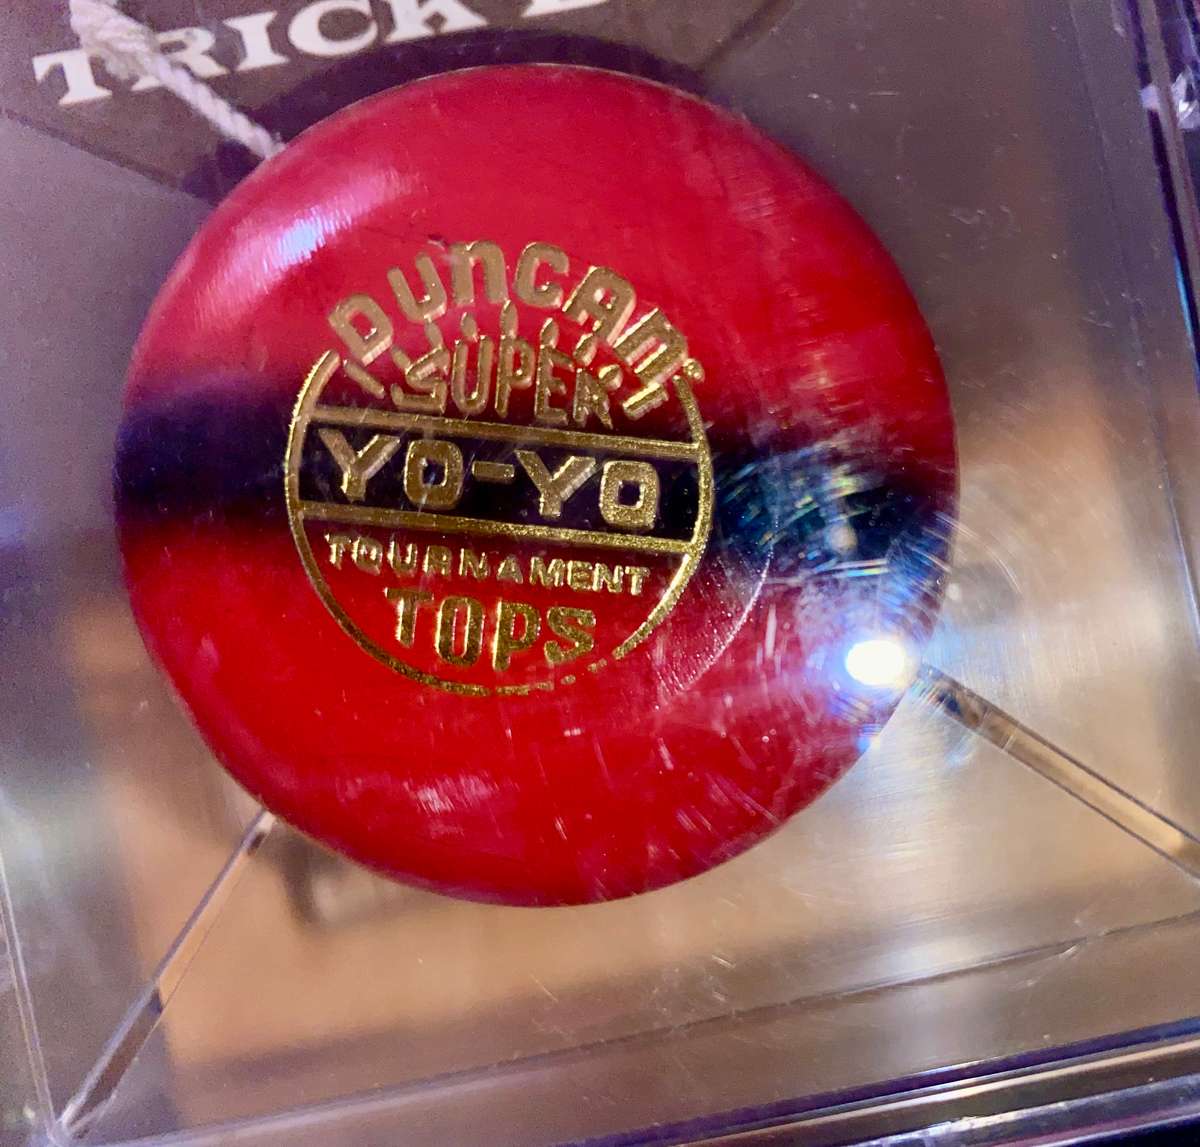 TRICK
DUnCAn
SUPER
YO-YO
TOURNAMENT
TOPS